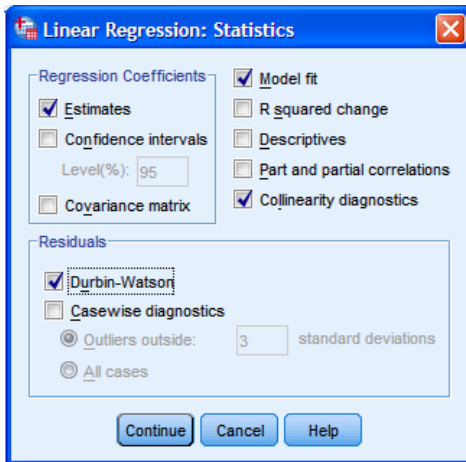 Linear Regression: Statistics
Regression Coefficients
Estimates
Confidence intervals
Level(%): 95
Covariance matrix
Model fit
R squared change
Descriptives
Part and partial correlations
Collinearity diagnostics
Residuals
Durbin-Watson
Casewise diagnostics
Outliers outside: 3 standard deviations
All cases
Continue Cancel Help